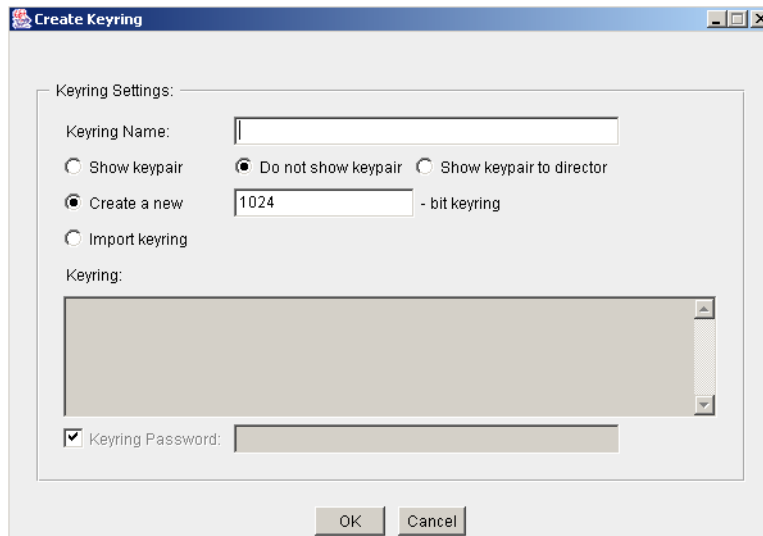 Create Keyring
Keyring Settings:
Keyring Name:
Show keypair Do not show keypair Show keypair to director
Create a new 1024 - bit keyring
Import keyring
Keyring:
Keyring Password:
OK Cancel